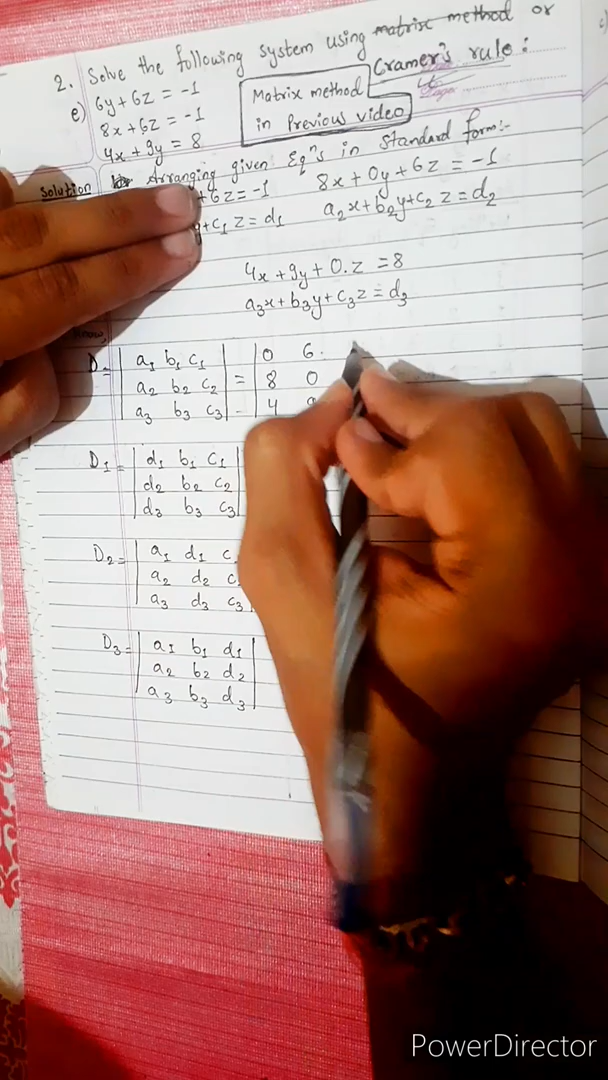 2. Solve the following system using matrix method or
Cramer's rule:
e) 6y+6z = -1
8x+6z = -1
4x+9y = 8
Matrix method
in Previous video
Solution Arranging given Eqⁿs in standard form:-
+6z = -1 8x+0y+6z = -1
y+c₁ z = d₁ a₂x+b₂y+c₂ z = d₂
4x+9y+0.z = 8
a₃x+b₃y+c₃z = d₃
D = | a₁ b₁ c₁ | = | 0 6
a₂ b₂ c₂ 8 0
a₃ b₃ c₃ 4 9
D₁ = | d₁ b₁ c₁ |
d₂ b₂ c₂
d₃ b₃ c₃
D₂ = | a₁ d₁ c
a₂ d₂ c
a₃ d₃ c₃
D₃ = | a₁ b₁ d₁ |
a₂ b₂ d₂
a₃ b₃ d₃
PowerDirector